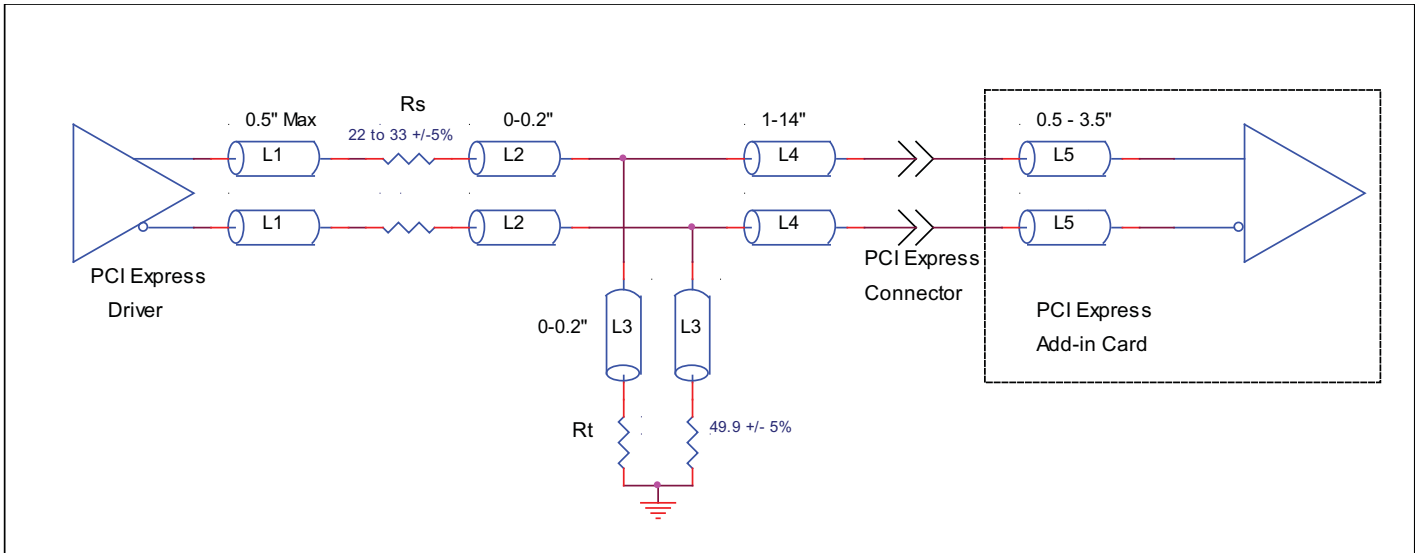 Rs
0.5" Max
22 to 33 +/-5%
0-0.2"
1-14"
0.5 - 3.5"
L1
L2
L4
L5
L1
L2
L4
L5
PCI Express
Driver
PCI Express
Connector
0-0.2"
L3
L3
PCI Express
Add-in Card
Rt
49.9 +/- 5%